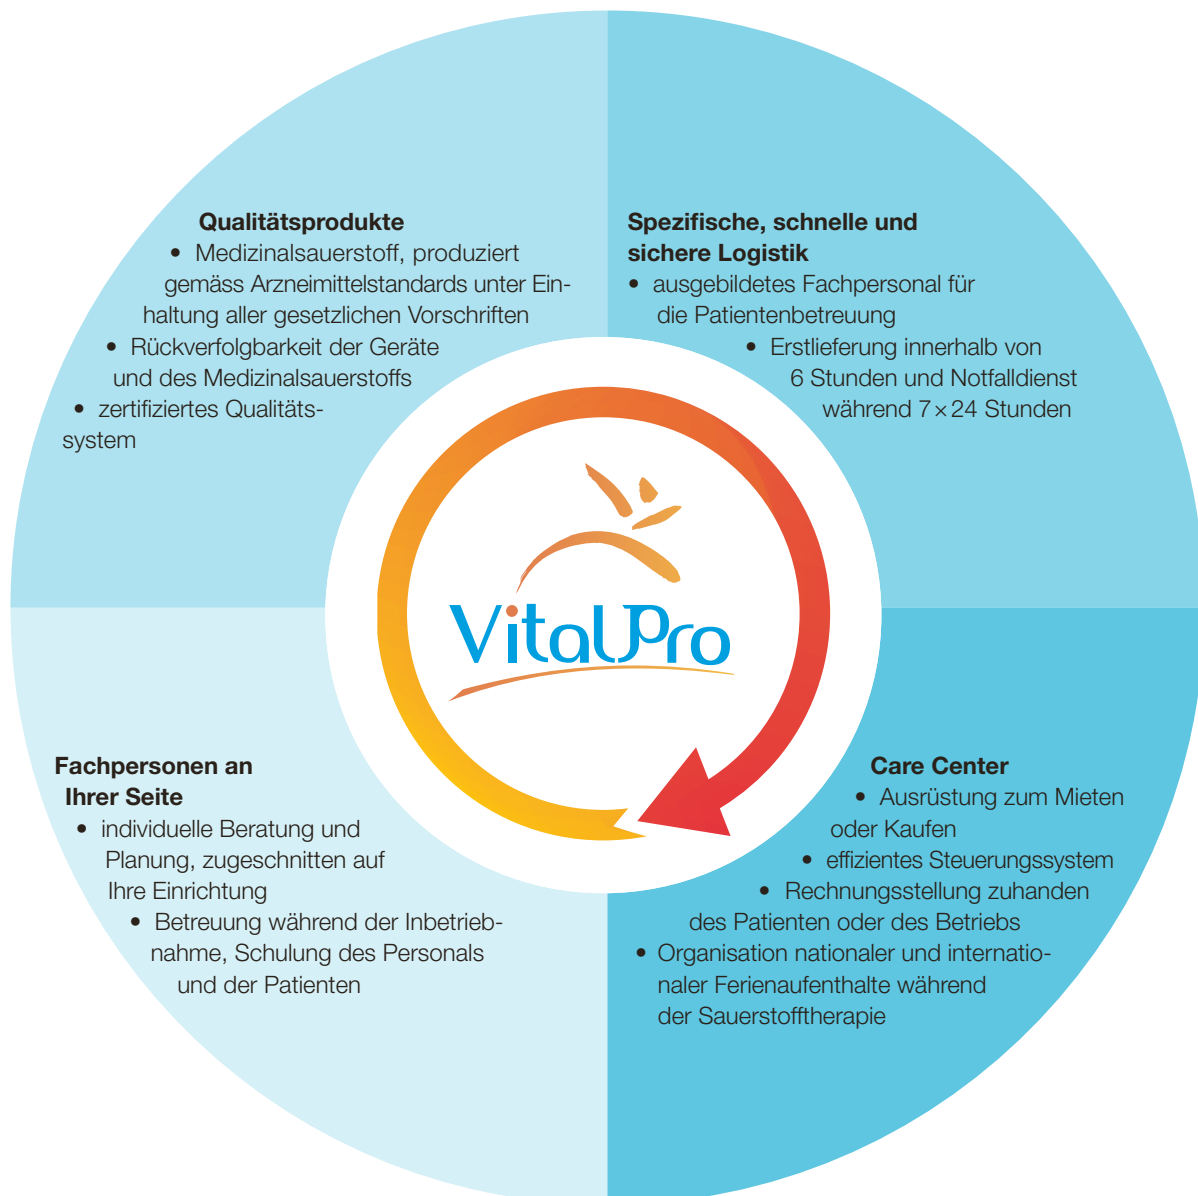 Qualitätsprodukte
• Medizinalsauerstoff, produziert
gemäss Arzneimittelstandards unter Ein-
haltung aller gesetzlichen Vorschriften
• Rückverfolgbarkeit der Geräte
und des Medizinalsauerstoffs
• zertifiziertes Qualitäts-
system
Spezifische, schnelle und
sichere Logistik
• ausgebildetes Fachpersonal für
die Patientenbetreuung
• Erstlieferung innerhalb von
6 Stunden und Notfalldienst
während 7×24 Stunden
VitalPro
Fachpersonen an
Ihrer Seite
• individuelle Beratung und
Planung, zugeschnitten auf
Ihre Einrichtung
• Betreuung während der Inbetrieb-
nahme, Schulung des Personals
und der Patienten
Care Center
• Ausrüstung zum Mieten
oder Kaufen
• effizientes Steuerungssystem
• Rechnungsstellung zuhanden
des Patienten oder des Betriebs
• Organisation nationaler und internatio-
naler Ferienaufenthalte während
der Sauerstofftherapie